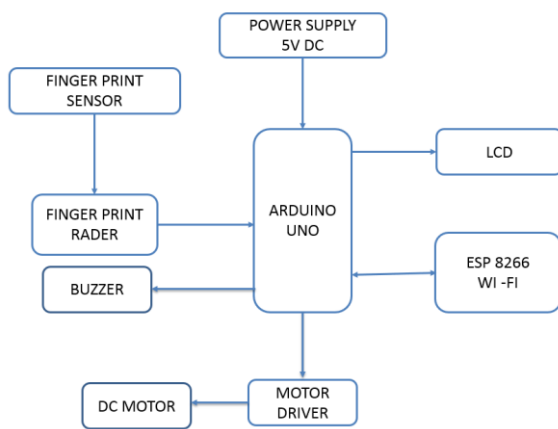 POWER SUPPLY
5V DC
FINGER PRINT
SENSOR
LCD
ARDUINO
UNO
FINGER PRINT
RADER
ESP 8266
WI -FI
BUZZER
MOTOR
DRIVER
DC MOTOR